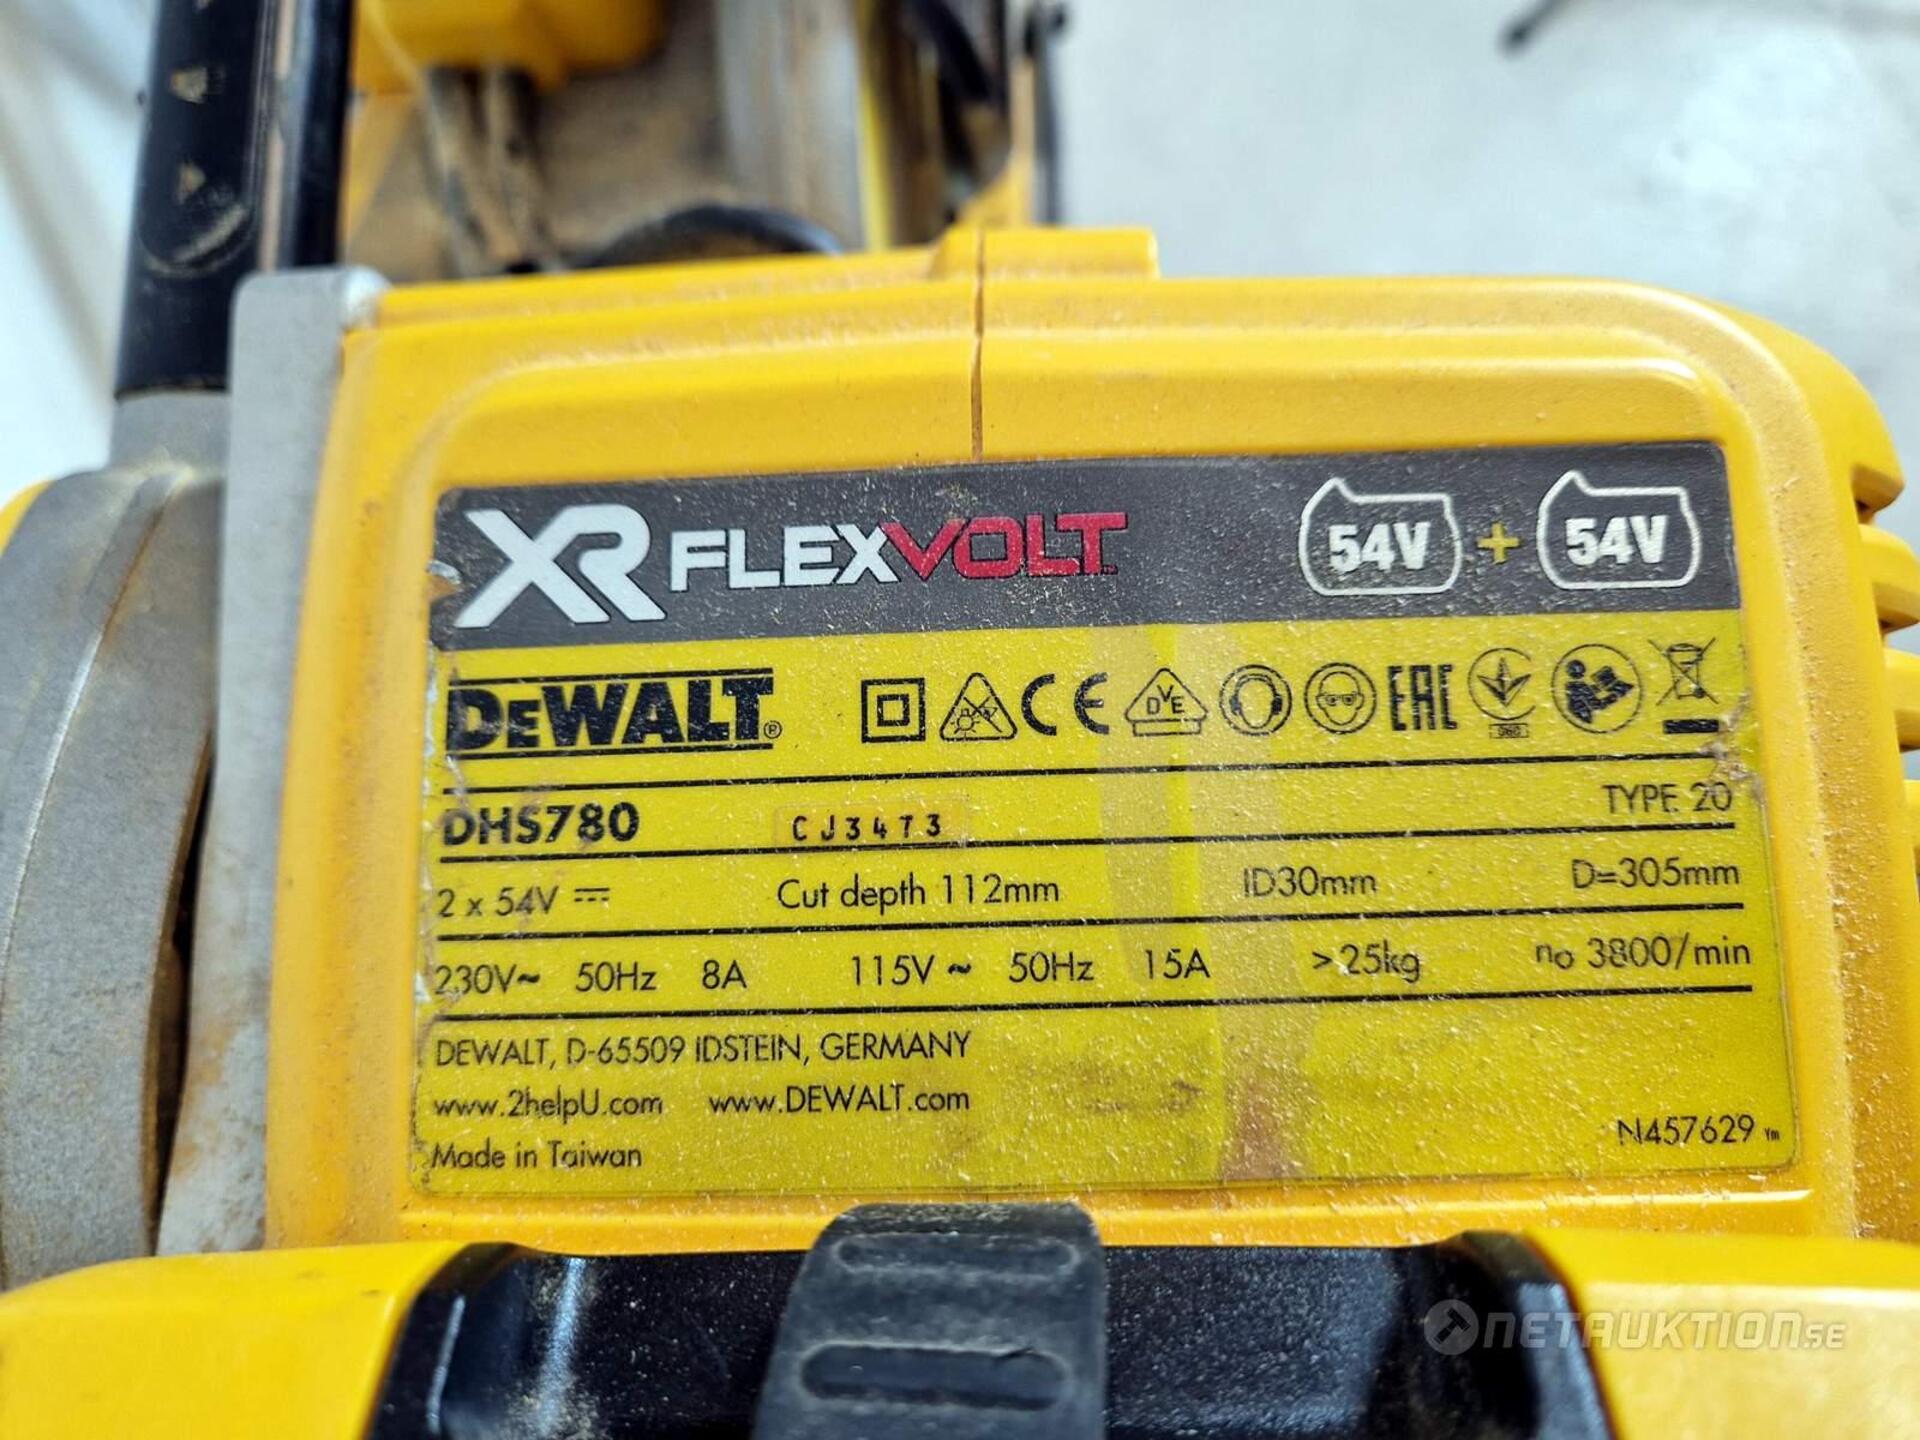 XR FLEXVOLT 54V + 54V
DEWALT® CE DVE EAC
DHS780 CJ3473 TYPE 20
2 x 54V Cut depth 112mm ID30mm D=305mm
230V~ 50Hz 8A 115V~ 50Hz 15A >25kg no 3800/min
DEWALT, D-65509 IDSTEIN, GERMANY
www.2helpU.com www.DEWALT.com
N457629
Made in Taiwan
NETAUKTION.SE